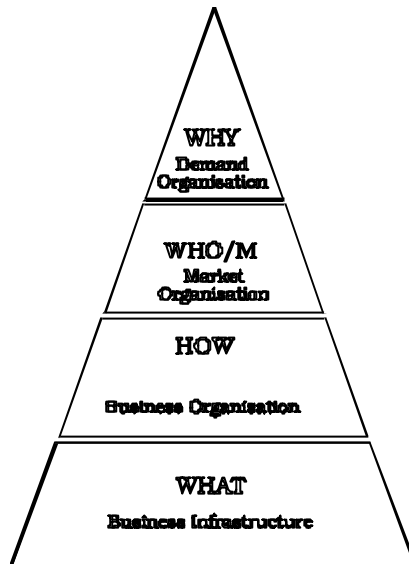 WHY
Demand
Organisation
WHO/M
Market
Organisation
HOW
Business Organisation
WHAT
Business Infrastructure